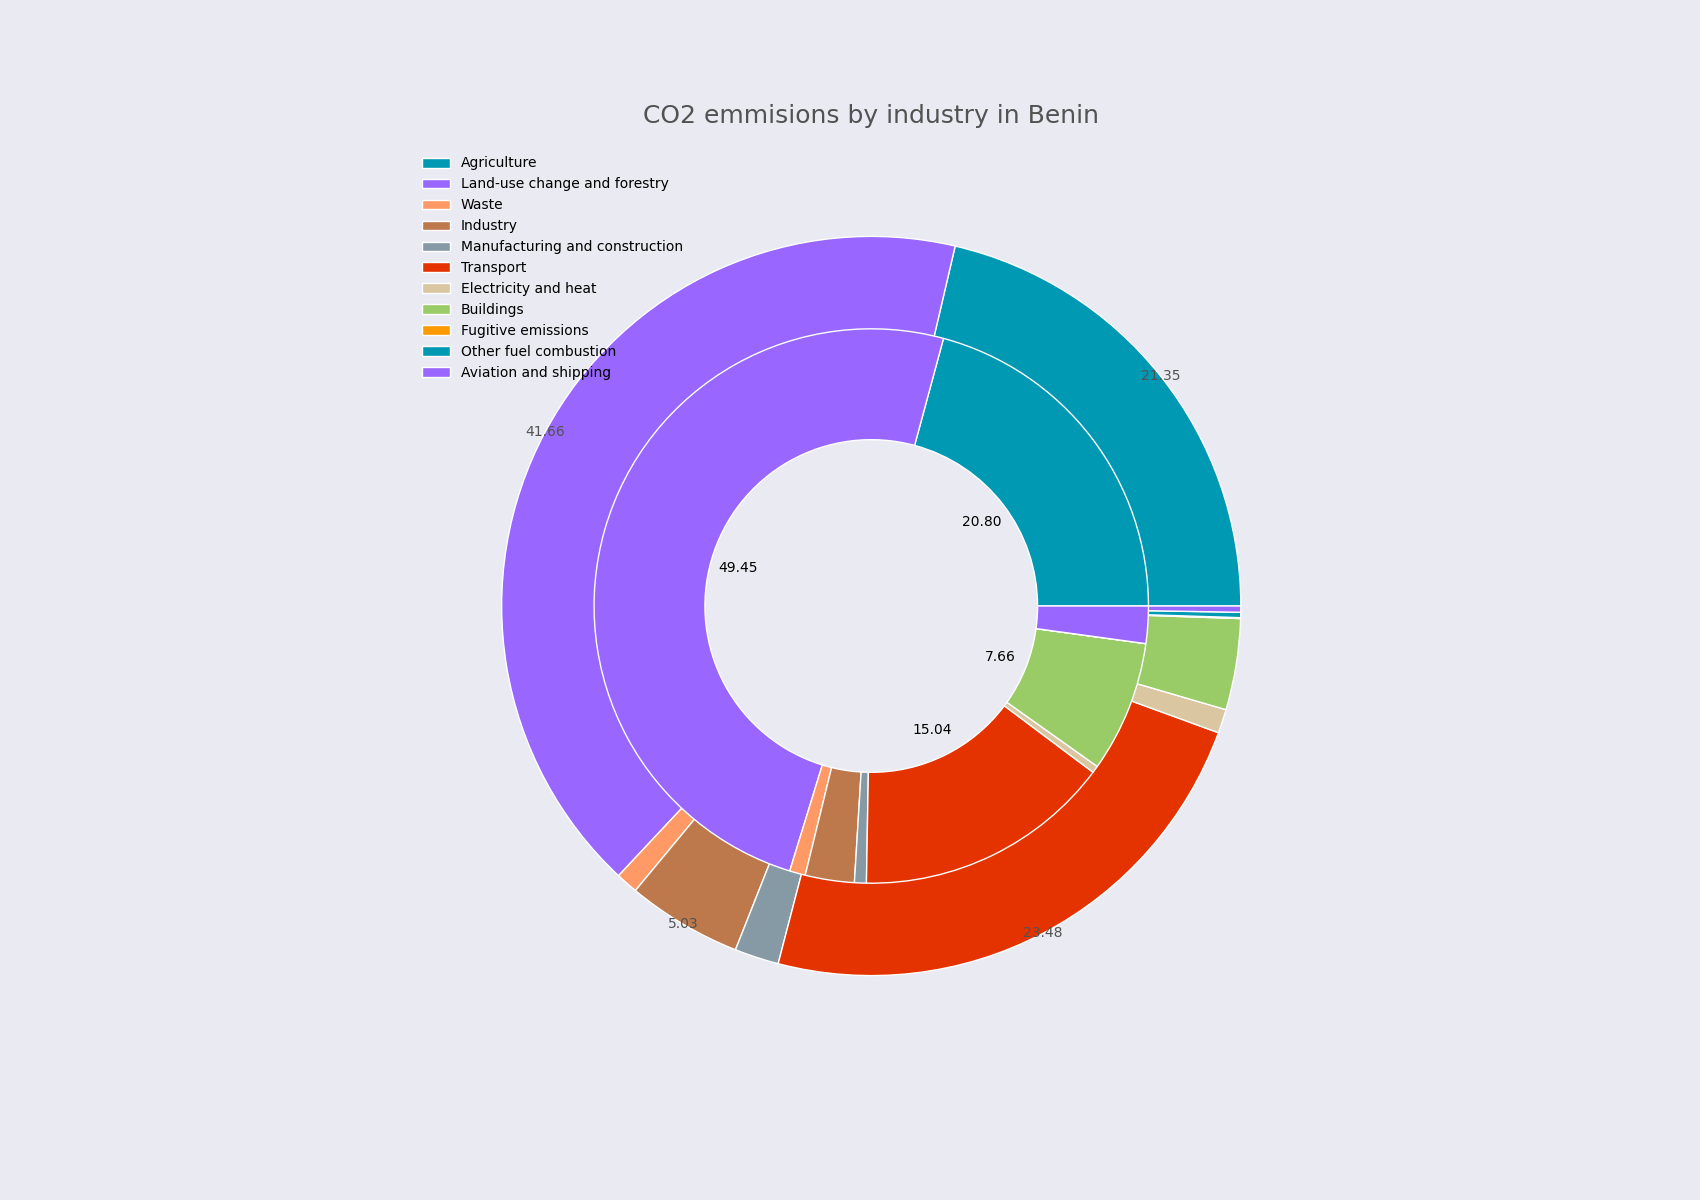 CO2 emmisions by industry in Benin
Agriculture
Land-use change and forestry
Waste
Industry
Manufacturing and construction
Transport
Electricity and heat
Buildings
Fugitive emissions
Other fuel combustion
Aviation and shipping
21.35
41.66
20.80
49.45
7.66
15.04
5.03
23.48